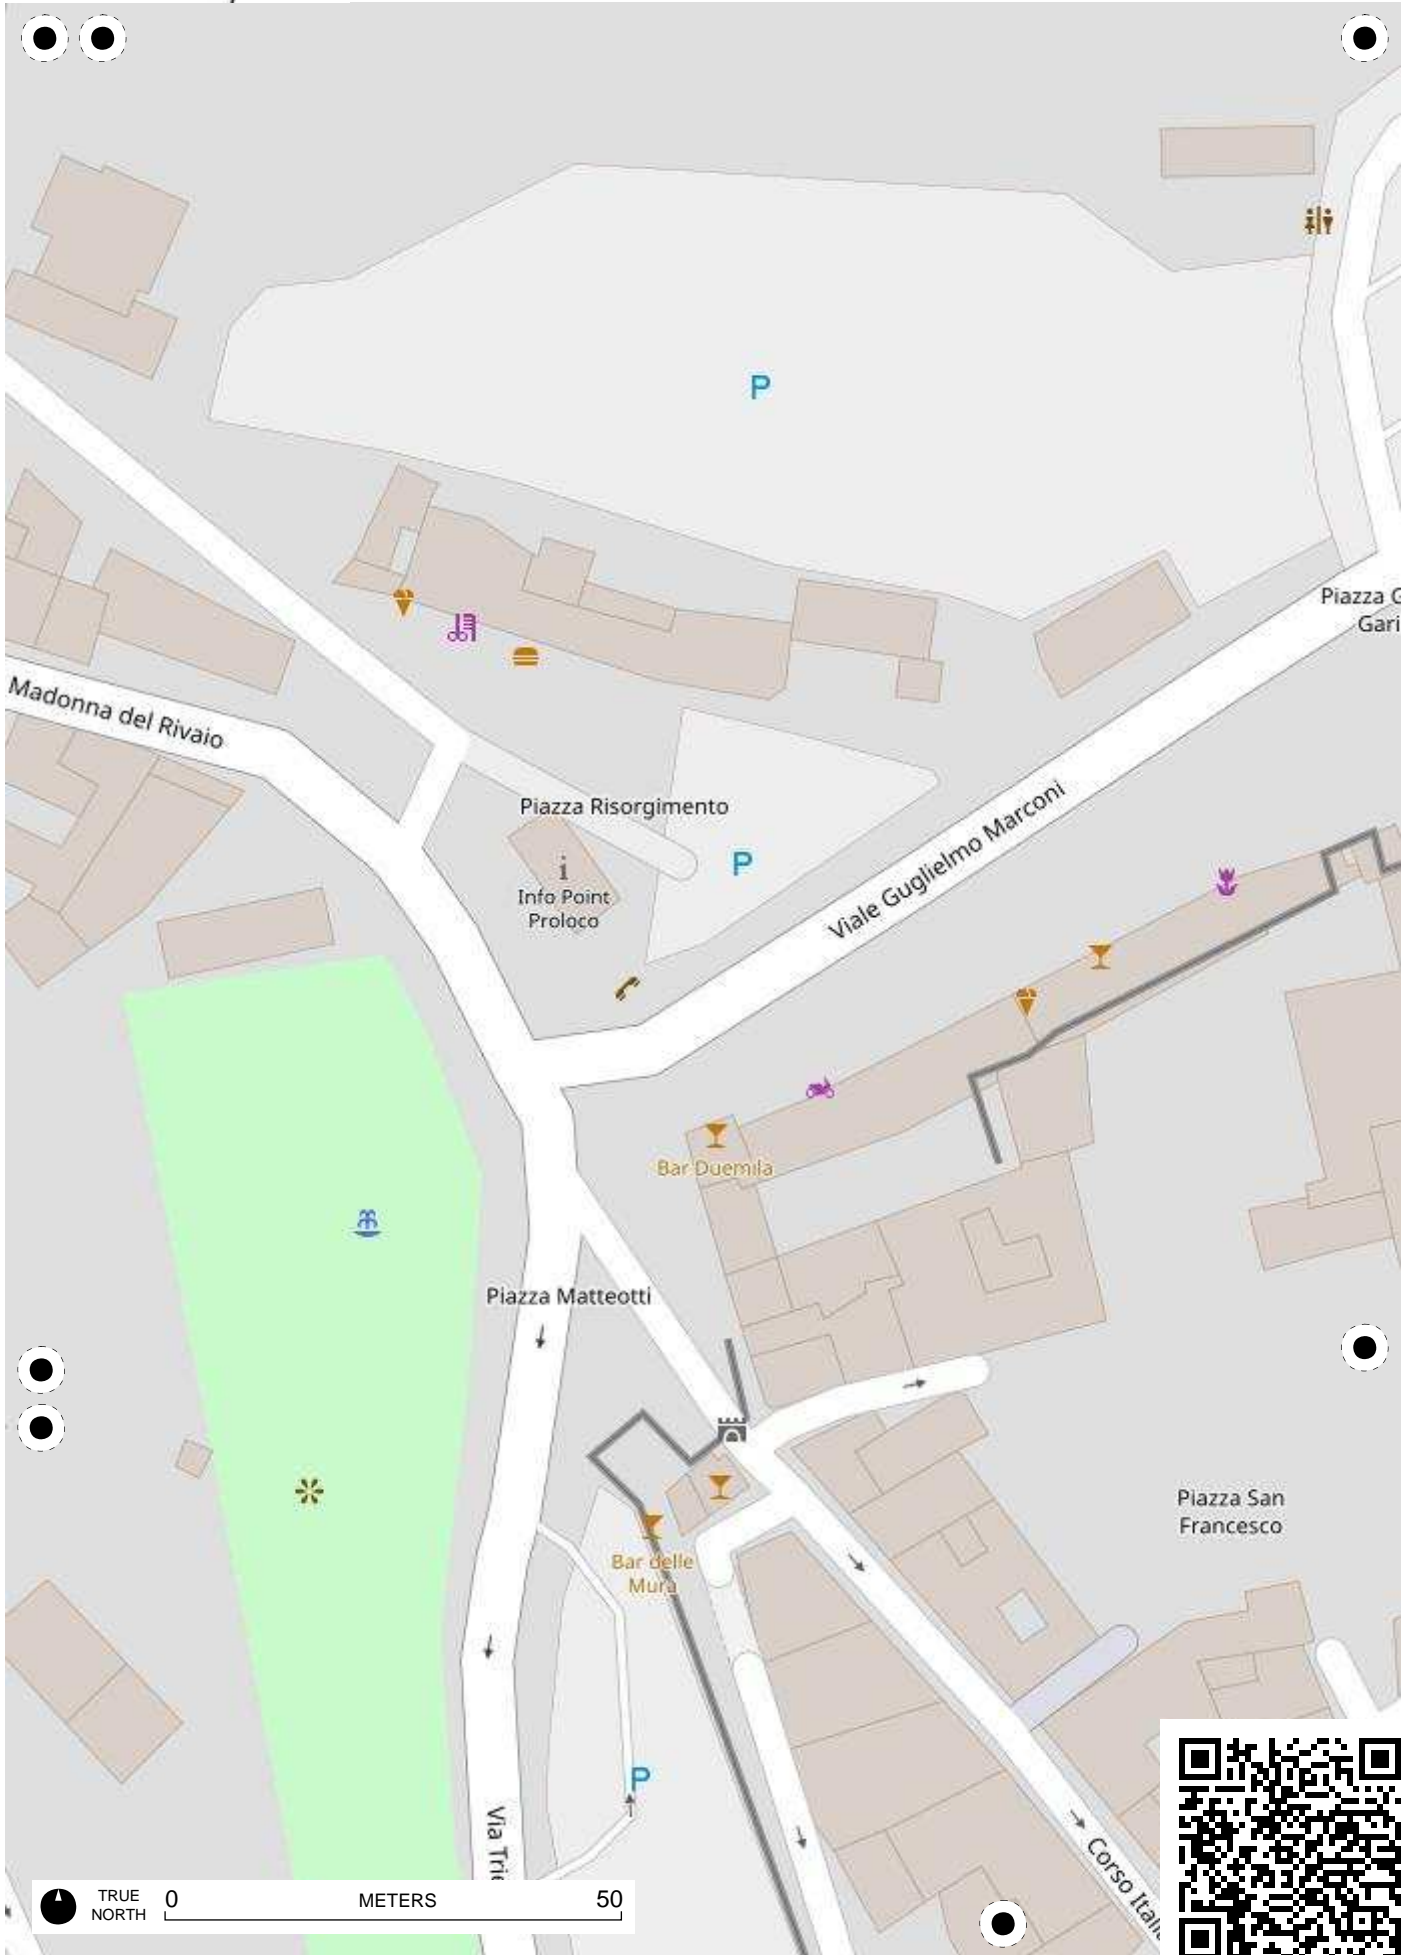 Piazza G
Gari
Madonna del Rivaio
Piazza Risorgimento
P
P
i
Info Point
Proloco
Viale Guglielmo Marconi
Bar Duemila
Piazza Matteotti
Piazza San
Francesco
Bar delle
Mura
P
Via Trie
Corso Itali
TRUE
NORTH
0 METERS 50